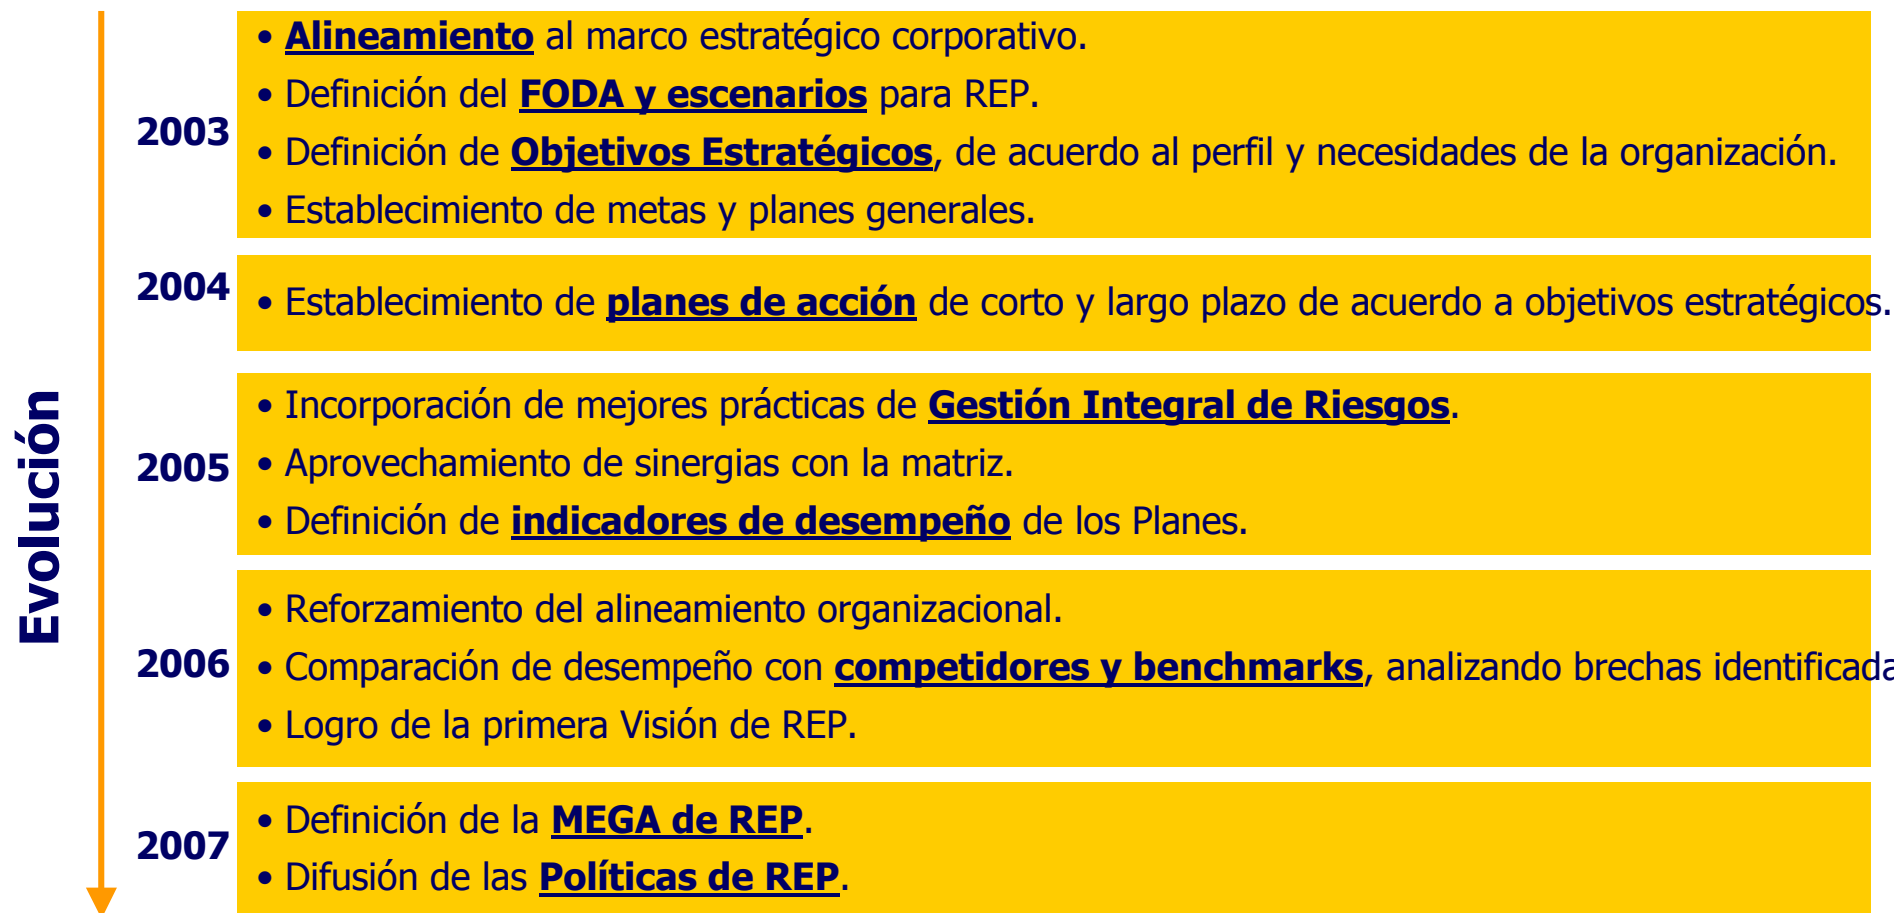 Evolución
2003
• Alineamiento al marco estratégico corporativo.
• Definición del FODA y escenarios para REP.
• Definición de Objetivos Estratégicos, de acuerdo al perfil y necesidades de la organización.
• Establecimiento de metas y planes generales.
2004
• Establecimiento de planes de acción de corto y largo plazo de acuerdo a objetivos estratégicos.
2005
• Incorporación de mejores prácticas de Gestión Integral de Riesgos.
• Aprovechamiento de sinergias con la matriz.
• Definición de indicadores de desempeño de los Planes.
2006
• Reforzamiento del alineamiento organizacional.
• Comparación de desempeño con competidores y benchmarks, analizando brechas identificada
• Logro de la primera Visión de REP.
2007
• Definición de la MEGA de REP.
• Difusión de las Políticas de REP.